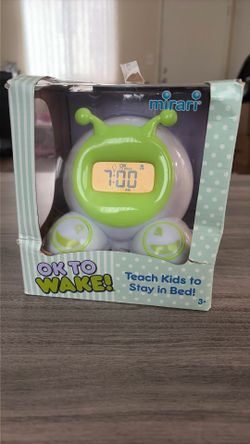 mirari®
7:00
OK TO
WAKE!
Teach Kids to
Stay in Bed!
3+